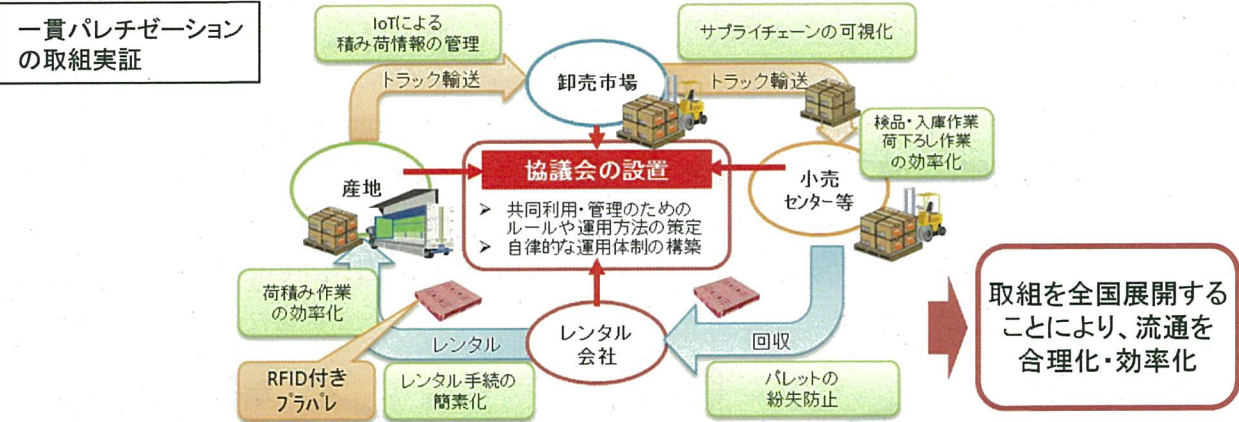 一貫パレチゼーション
の取組実証
IoTによる
積み荷情報の管理
サプライチェーンの可視化
トラック輸送
卸売市場
トラック輸送
検品・入庫作業
荷下ろし作業
の効率化
産地
協議会の設置
➢ 共同利用・管理のための
ルールや運用方法の策定
➢ 自律的な運用体制の構築
小売
センター等
荷積み作業
の効率化
レンタル
レンタル
会社
回収
取組を全国展開する
ことにより、流通を
合理化・効率化
RFID付き
プラパレ
レンタル手続の
簡素化
パレットの
紛失防止